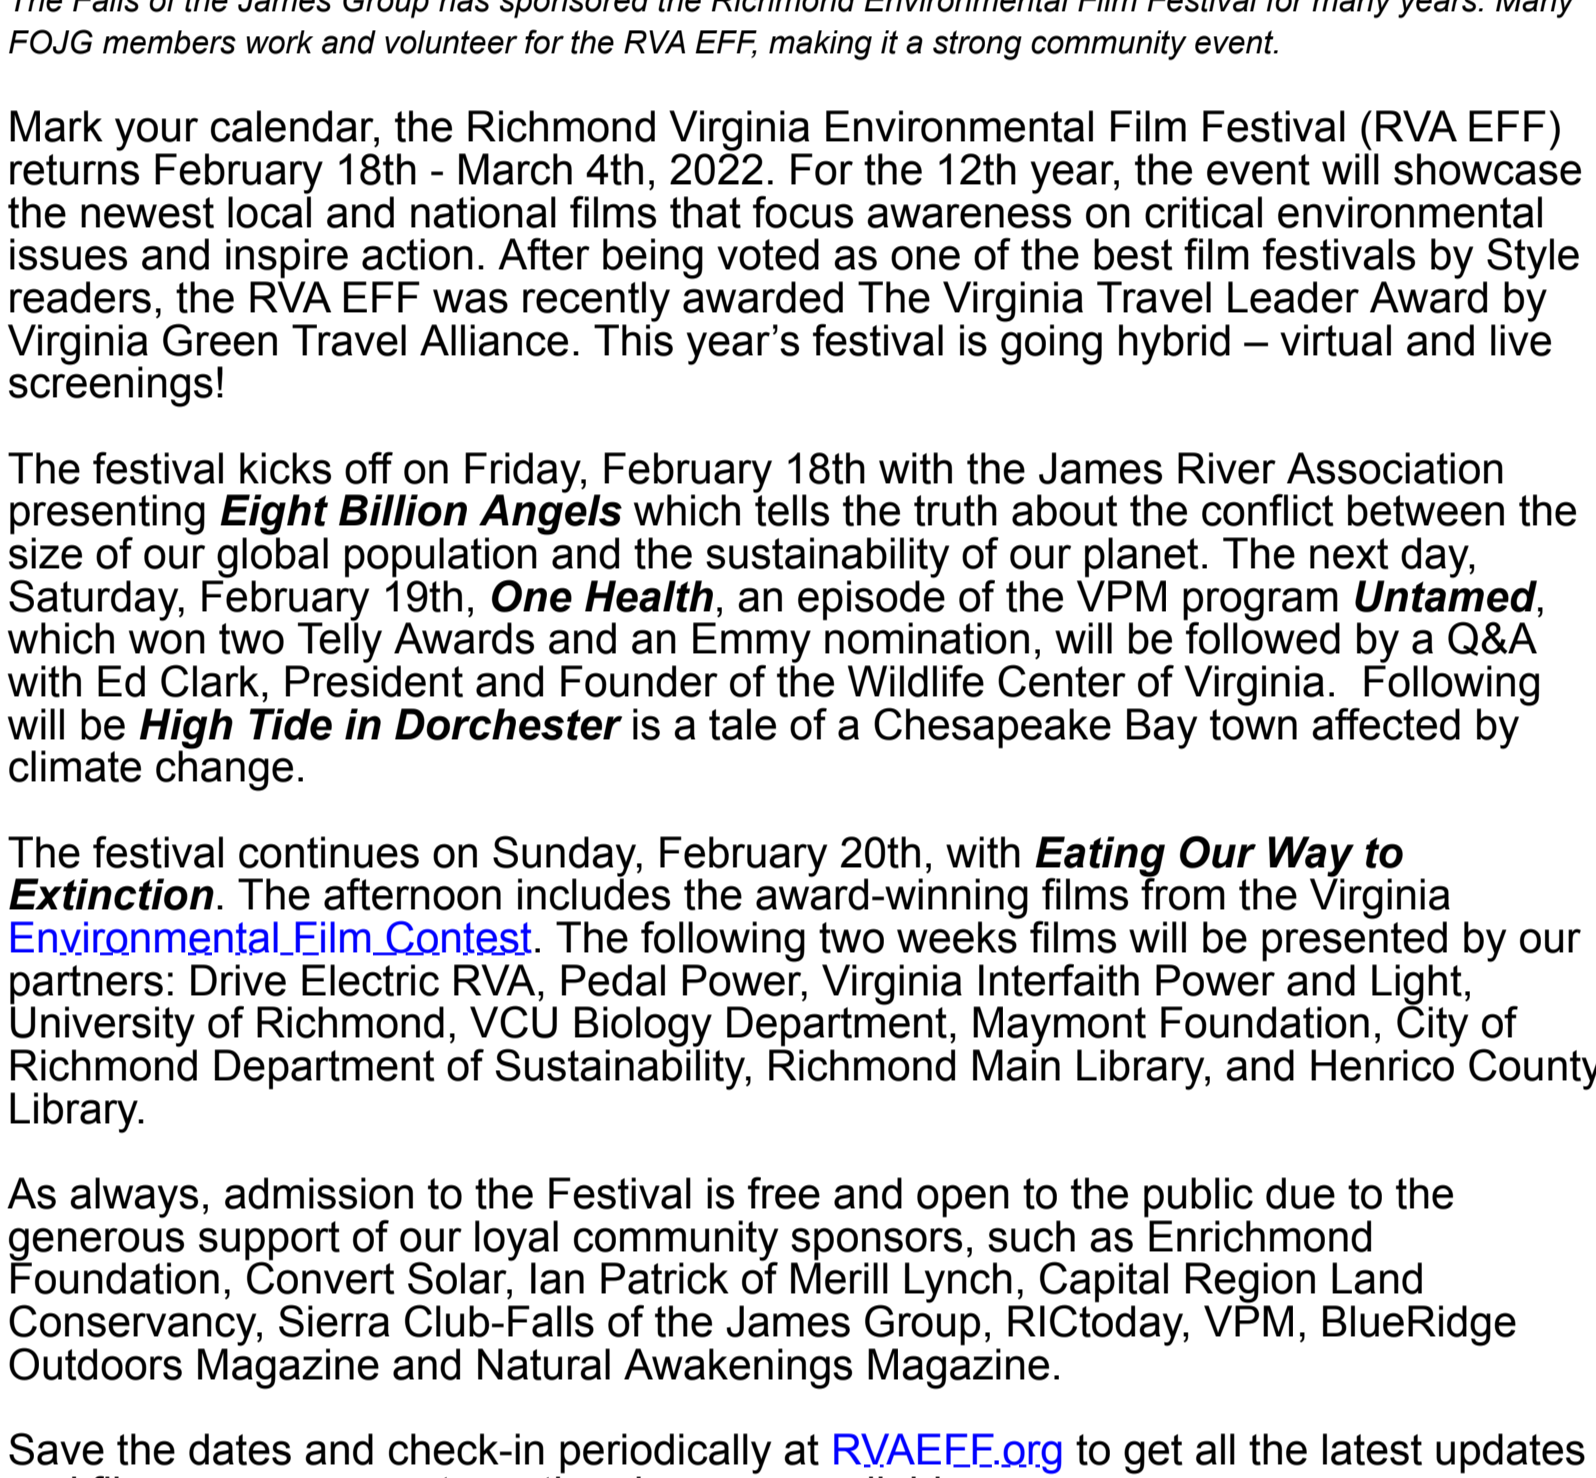 The Falls of the James Group has sponsored the Richmond Environmental Film Festival for many years. Many
FOJG members work and volunteer for the RVA EFF, making it a strong community event.
Mark your calendar, the Richmond Virginia Environmental Film Festival (RVA EFF)
returns February 18th - March 4th, 2022. For the 12th year, the event will showcase
the newest local and national films that focus awareness on critical environmental
issues and inspire action. After being voted as one of the best film festivals by Style
readers, the RVA EFF was recently awarded The Virginia Travel Leader Award by
Virginia Green Travel Alliance. This year’s festival is going hybrid – virtual and live
screenings!
The festival kicks off on Friday, February 18th with the James River Association
presenting Eight Billion Angels which tells the truth about the conflict between the
size of our global population and the sustainability of our planet. The next day,
Saturday, February 19th, One Health, an episode of the VPM program Untamed,
which won two Telly Awards and an Emmy nomination, will be followed by a Q&A
with Ed Clark, President and Founder of the Wildlife Center of Virginia.  Following
will be High Tide in Dorchester is a tale of a Chesapeake Bay town affected by
climate change.
The festival continues on Sunday, February 20th, with Eating Our Way to
Extinction. The afternoon includes the award-winning films from the Virginia
Environmental Film Contest. The following two weeks films will be presented by our
partners: Drive Electric RVA, Pedal Power, Virginia Interfaith Power and Light,
University of Richmond, VCU Biology Department, Maymont Foundation, City of
Richmond Department of Sustainability, Richmond Main Library, and Henrico County
Library.
As always, admission to the Festival is free and open to the public due to the
generous support of our loyal community sponsors, such as Enrichmond
Foundation, Convert Solar, Ian Patrick of Merill Lynch, Capital Region Land
Conservancy, Sierra Club-Falls of the James Group, RICtoday, VPM, BlueRidge
Outdoors Magazine and Natural Awakenings Magazine.
Save the dates and check-in periodically at RVAEFF.org to get all the latest updates